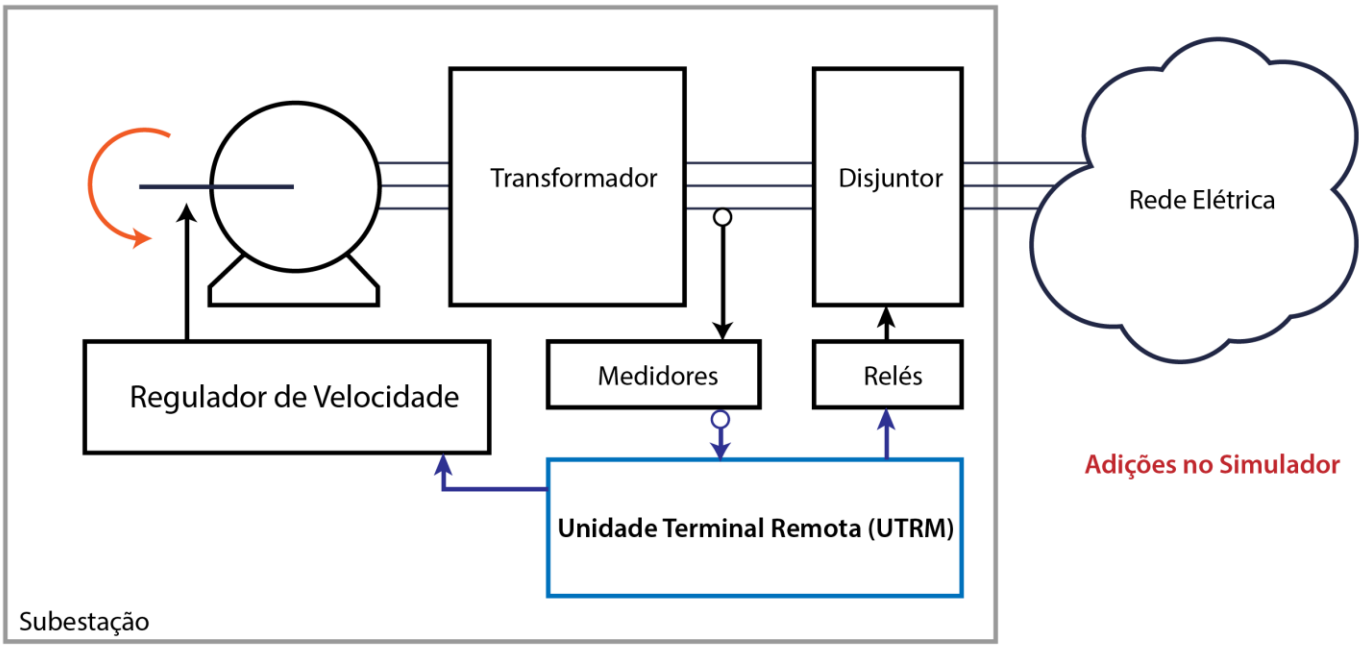 Transformador
Disjuntor
Rede Elétrica
Regulador de Velocidade
Medidores
Relés
Adições no Simulador
Unidade Terminal Remota (UTRM)
Subestação